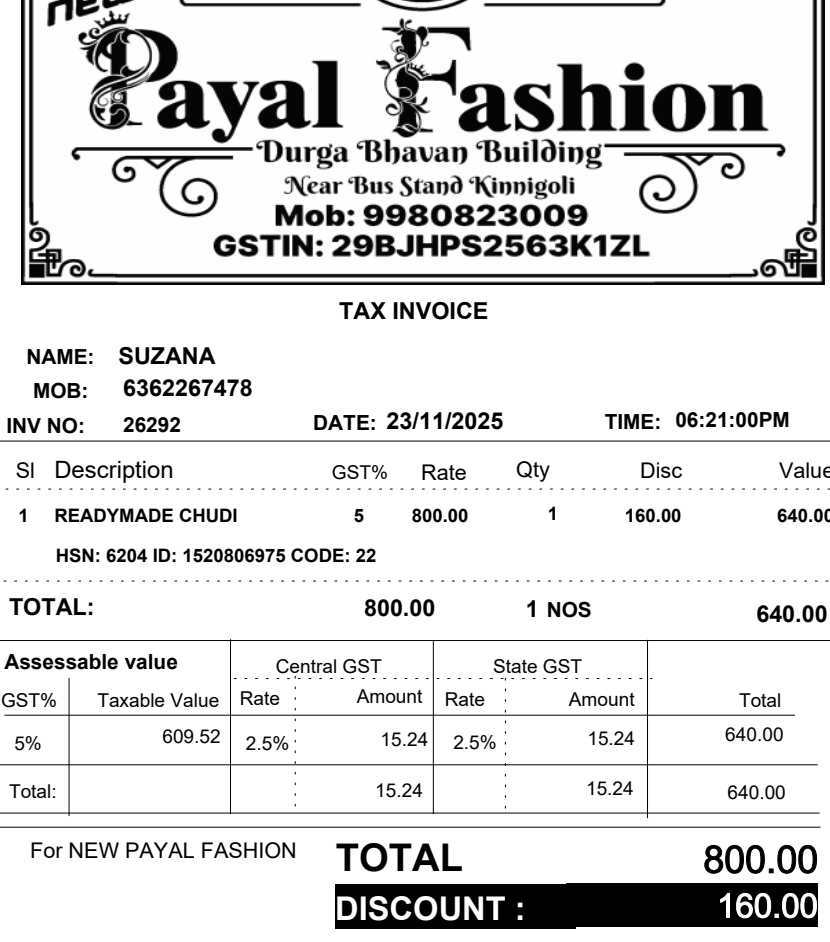 new
Payal Fashion
Durga Bhavan Building
Near Bus Stand Kinnigoli
Mob: 9980823009
GSTIN: 29BJHPS2563K1ZL
TAX INVOICE
NAME: SUZANA
MOB: 6362267478
INV NO: 26292 DATE: 23/11/2025 TIME: 06:21:00PM
Sl Description GST% Rate Qty Disc Value
1 READYMADE CHUDI 5 800.00 1 160.00 640.00
HSN: 6204 ID: 1520806975 CODE: 22
TOTAL: 800.00 1 NOS 640.00
Assessable value Central GST State GST
GST% Taxable Value Rate Amount Rate Amount Total
5% 609.52 2.5% 15.24 2.5% 15.24 640.00
Total: 15.24 15.24 640.00
For NEW PAYAL FASHION TOTAL 800.00
DISCOUNT : 160.00